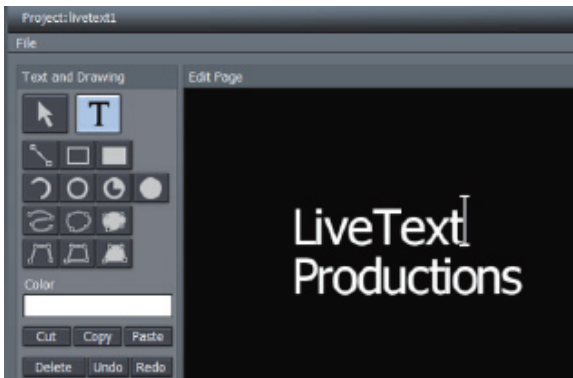 Project:livetext1
File
Text and Drawing
Edit Page
T
LiveText
Productions
Color
Cut Copy Paste
Delete Undo Redo